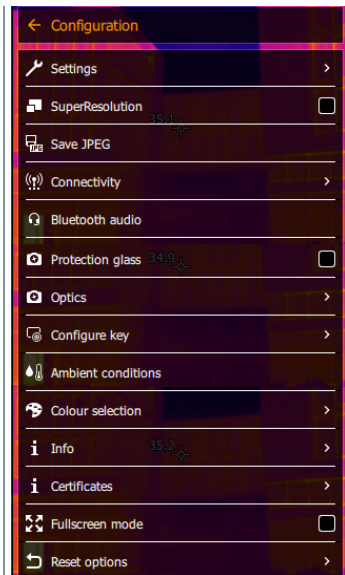 Configuration
Settings
SuperResolution
35.1
JPG Save JPEG
Connectivity
Bluetooth audio
Protection glass 34.9
Optics
Configure key
Ambient conditions
Colour selection
Info 35.2
Certificates
Fullscreen mode
Reset options